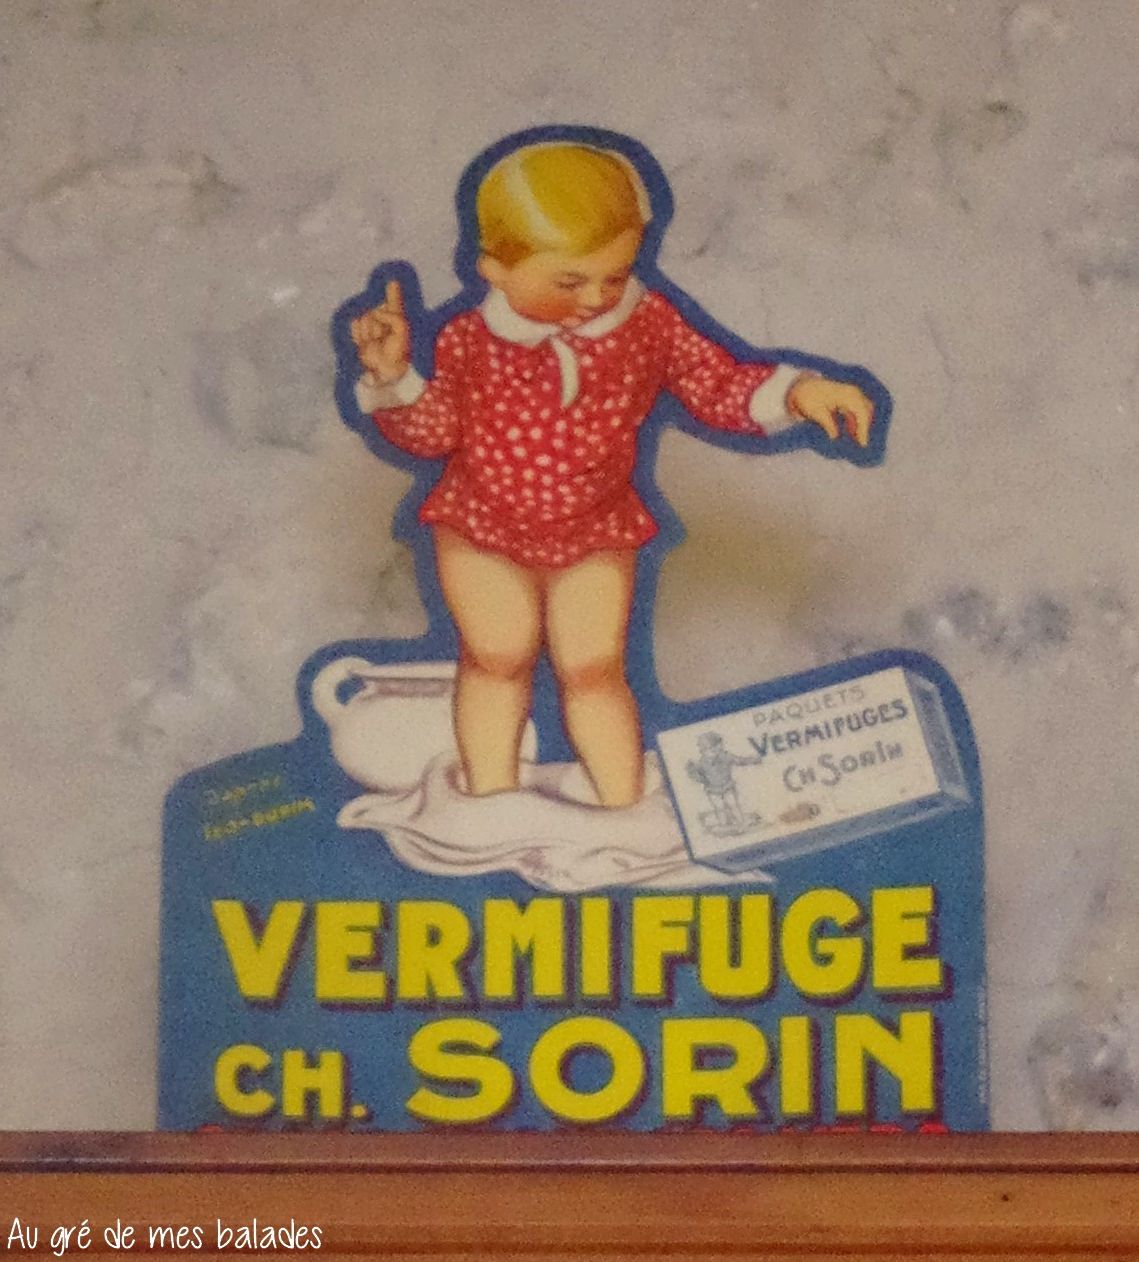 PAQUETS
VERMIFUGES
CH SORIN
VERMIFUGE
CH. SORIN
Au gré de mes balades